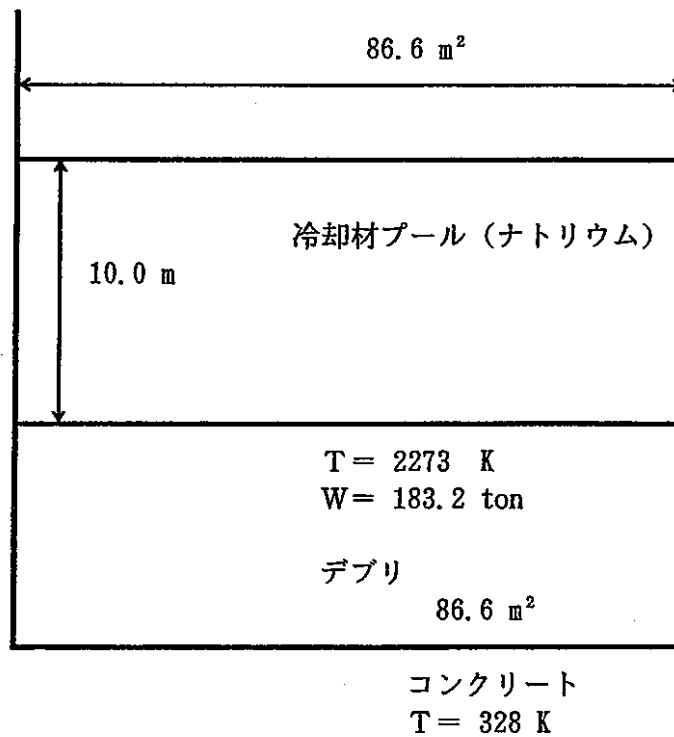 86.6 m²
冷却材プール（ナトリウム）
10.0 m
T= 2273 K
W= 183.2 ton
デブリ
86.6 m²
コンクリート
T= 328 K